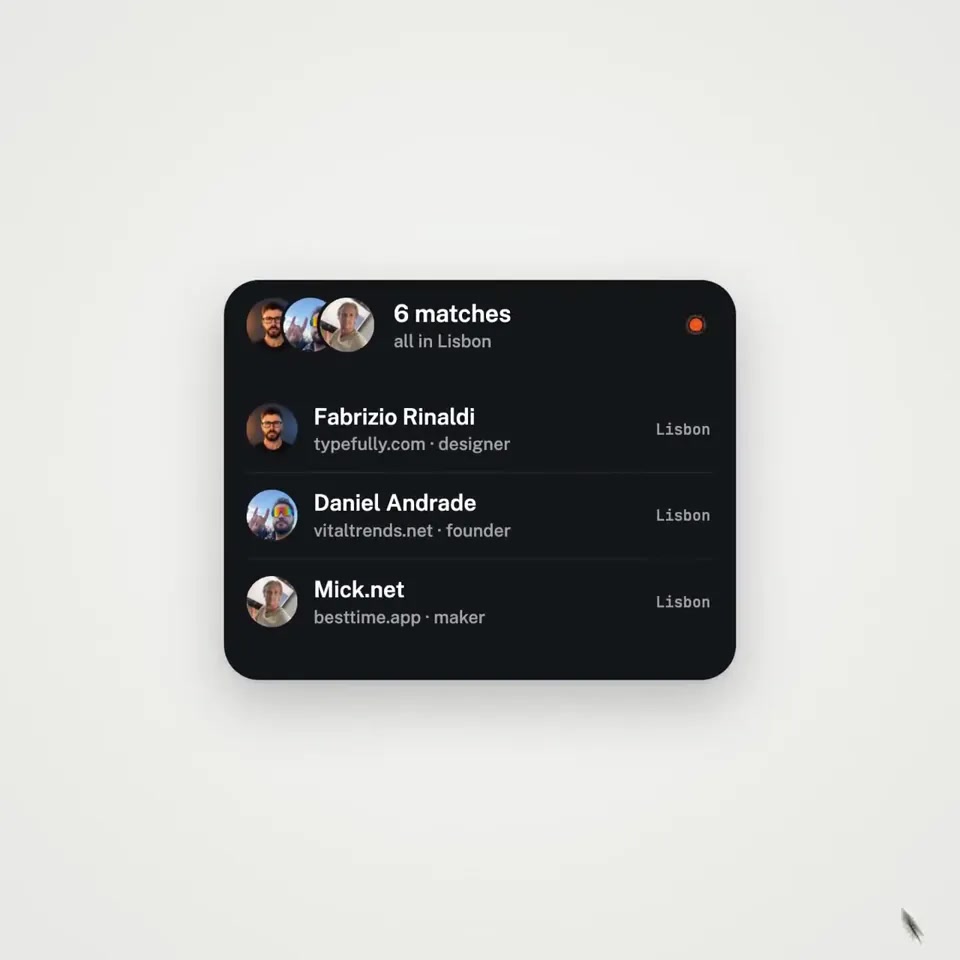 6 matches
all in Lisbon
Fabrizio Rinaldi
typefully.com · designer
Lisbon
Daniel Andrade
vitaltrends.net · founder
Lisbon
Mick.net
besttime.app · maker
Lisbon